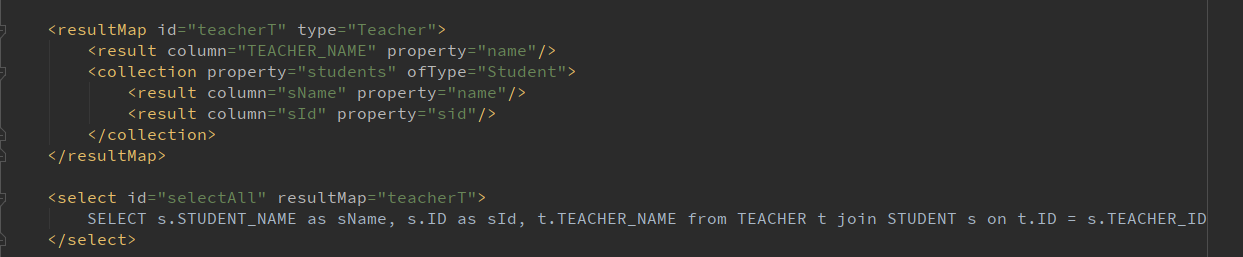 <resultMap id="teacherT" type="Teacher">
<result column="TEACHER_NAME" property="name"/>
<collection property="students" ofType="Student">
<result column="sName" property="name"/>
<result column="sId" property="sid"/>
</collection>
</resultMap>
<select id="selectAll" resultMap="teacherT">
SELECT s.STUDENT_NAME as sName, s.ID as sId, t.TEACHER_NAME from TEACHER t join STUDENT s on t.ID = s.TEACHER_ID
</select>